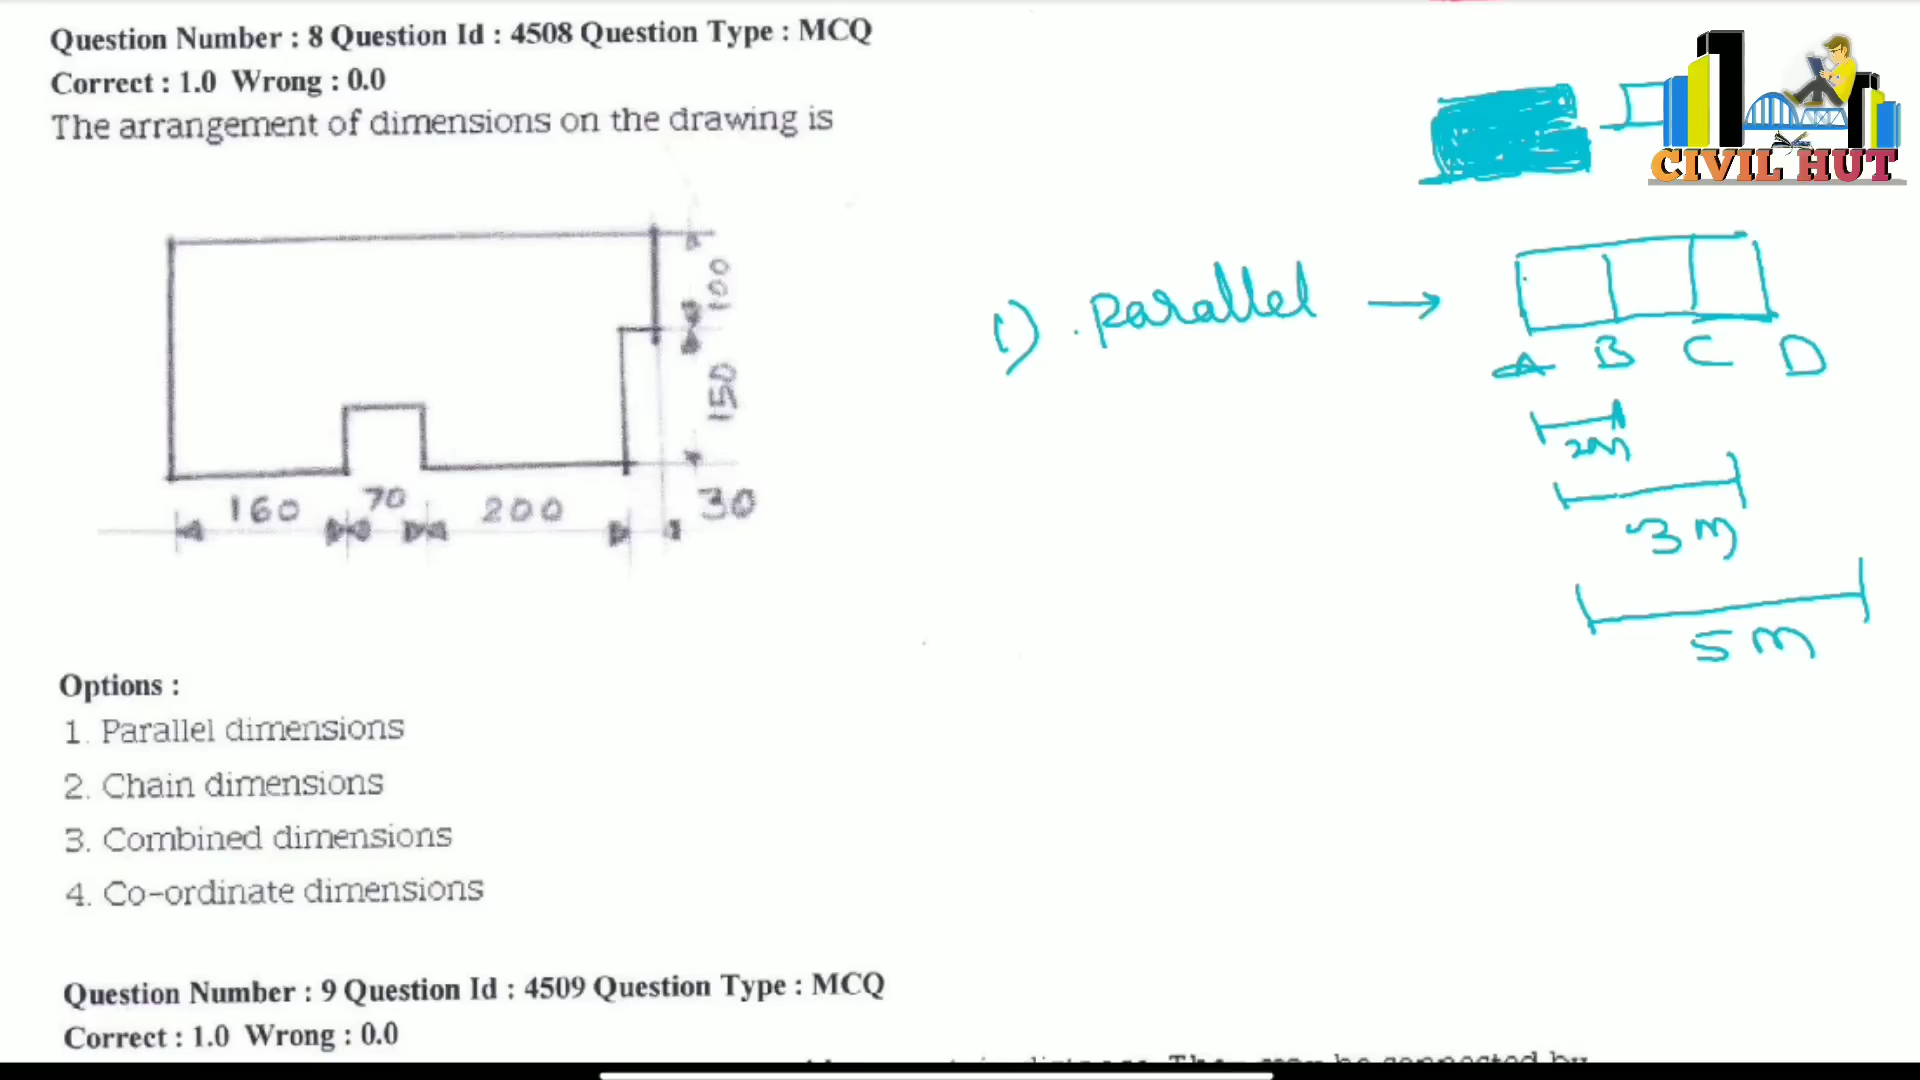 Question Number : 8 Question Id : 4508 Question Type : MCQ
Correct : 1.0 Wrong : 0.0
The arrangement of dimensions on the drawing is
CIVIL HUT
100
150
160
70
200
30
1). Parallel →
A B C D
2m
3m
5m
Options :
1. Parallel dimensions
2. Chain dimensions
3. Combined dimensions
4. Co-ordinate dimensions
Question Number : 9 Question Id : 4509 Question Type : MCQ
Correct : 1.0 Wrong : 0.0